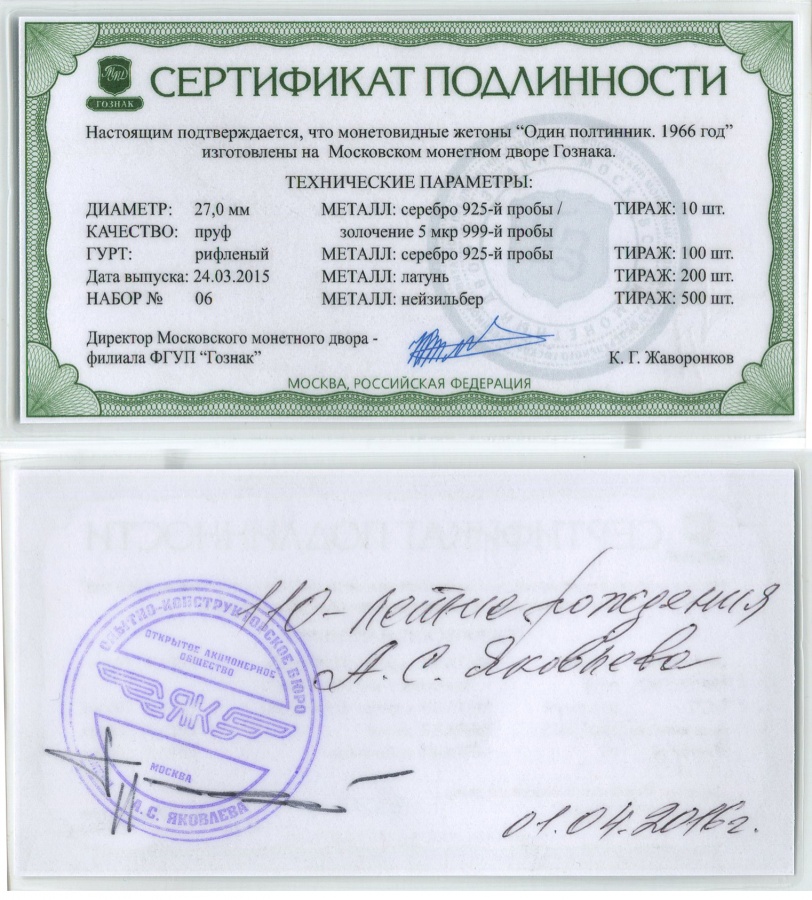 ГОЗНАК
СЕРТИФИКАТ ПОДЛИННОСТИ
Настоящим подтверждается, что монетовидные жетоны “Один полтинник. 1966 год”
изготовлены на Московском монетном дворе Гознака.
ТЕХНИЧЕСКИЕ ПАРАМЕТРЫ:
ДИАМЕТР: 27,0 мм МЕТАЛЛ: серебро 925-й пробы / ТИРАЖ: 10 шт.
КАЧЕСТВО: пруф золочение 5 мкр 999-й пробы
ГУРТ: рифленый МЕТАЛЛ: серебро 925-й пробы ТИРАЖ: 100 шт.
Дата выпуска: 24.03.2015 МЕТАЛЛ: латунь ТИРАЖ: 200 шт.
НАБОР № 06 МЕТАЛЛ: нейзильбер ТИРАЖ: 500 шт.
Директор Московского монетного двора -
филиала ФГУП “Гознак” К. Г. Жаворонков
МОСКВА, РОССИЙСКАЯ ФЕДЕРАЦИЯ
110-летие рождения
А. С. Яковлева
ОПЫТНО-КОНСТРУКТОРСКОЕ БЮРО
ОТКРЫТОЕ АКЦИОНЕРНОЕ
ОБЩЕСТВО
ЯК
МОСКВА
А. С. ЯКОВЛЕВА
01.04.2016г.